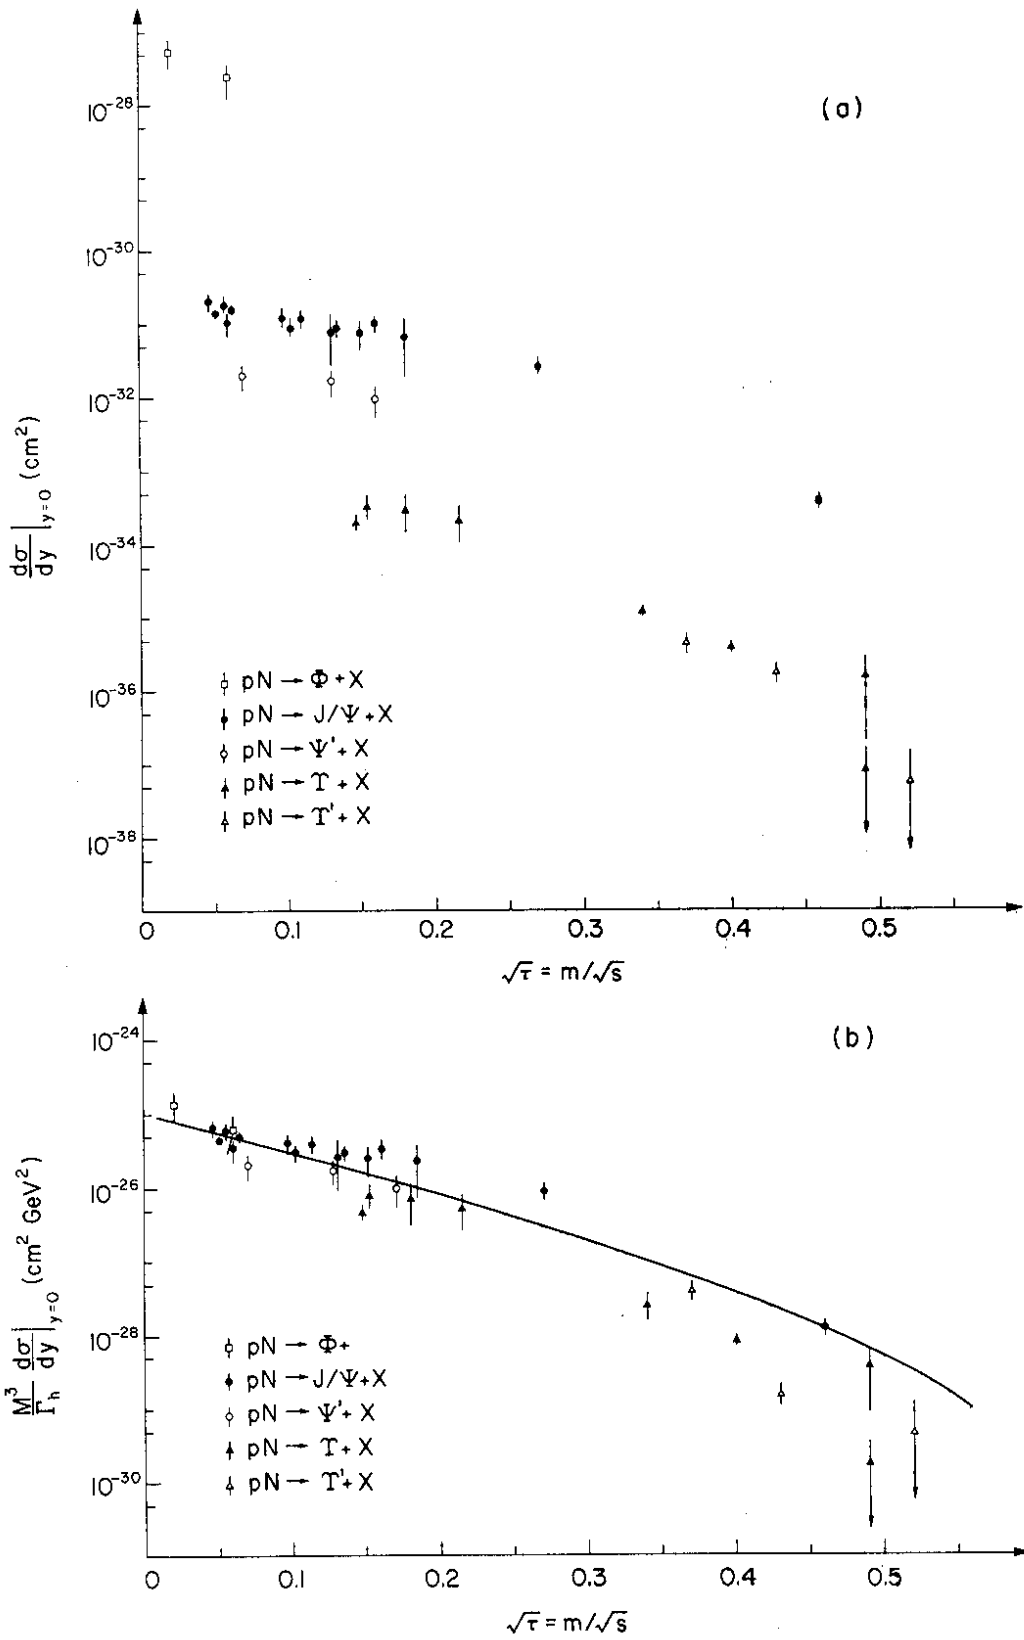 (a)
10⁻²⁸
10⁻³⁰
10⁻³²
10⁻³⁴
10⁻³⁶
10⁻³⁸
dσ/dy|y=0 (cm²)
pN → Φ + X
pN → J/Ψ + X
pN → Ψ' + X
pN → ϒ + X
pN → ϒ' + X
0 0.1 0.2 0.3 0.4 0.5
√τ = m/√s
(b)
10⁻²⁴
10⁻²⁶
10⁻²⁸
10⁻³⁰
M³/Γh dσ/dy|y=0 (cm² GeV²)
pN → Φ +
pN → J/Ψ + X
pN → Ψ' + X
pN → ϒ + X
pN → ϒ' + X
0 0.1 0.2 0.3 0.4 0.5
√τ = m/√s